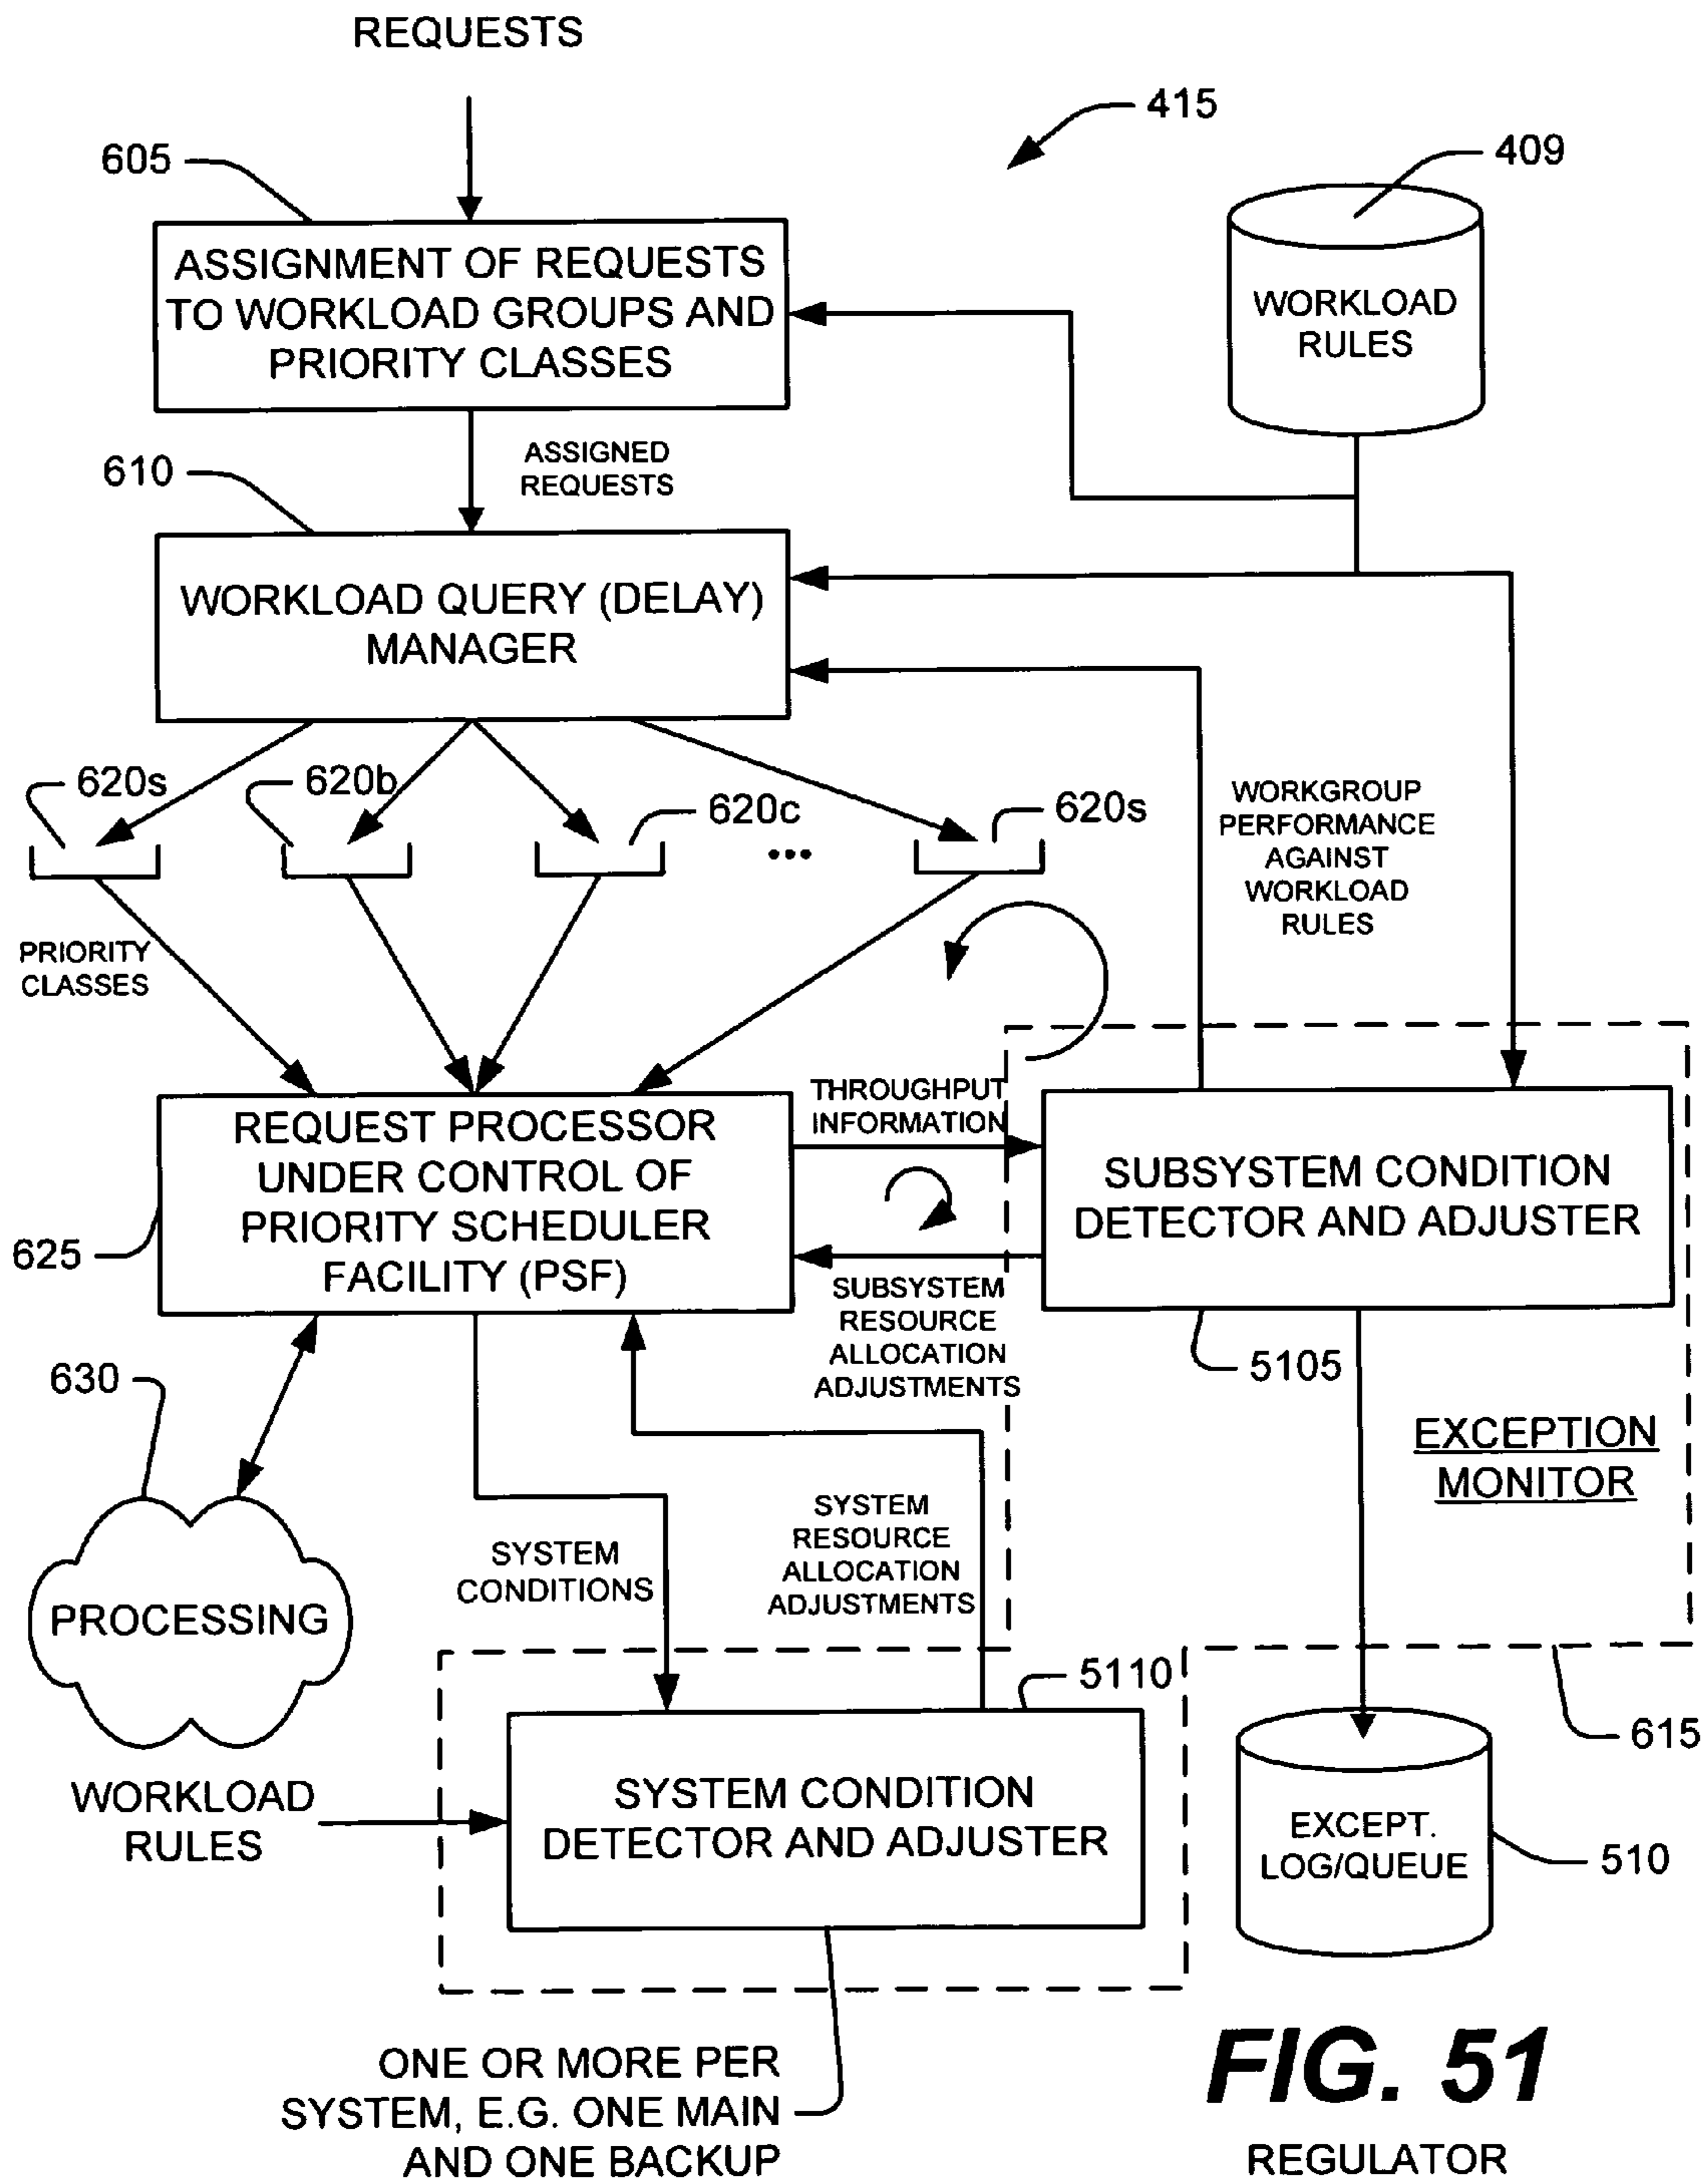 REQUESTS
415
409
605
ASSIGNMENT OF REQUESTS
TO WORKLOAD GROUPS AND
PRIORITY CLASSES
WORKLOAD
RULES
ASSIGNED
REQUESTS
610
WORKLOAD QUERY (DELAY)
MANAGER
620s
620b
620c
...
620s
WORKGROUP
PERFORMANCE
AGAINST
WORKLOAD
RULES
PRIORITY
CLASSES
THROUGHPUT
INFORMATION
REQUEST PROCESSOR
UNDER CONTROL OF
PRIORITY SCHEDULER
FACILITY (PSF)
625
SUBSYSTEM CONDITION
DETECTOR AND ADJUSTER
SUBSYSTEM
RESOURCE
ALLOCATION
ADJUSTMENTS
5105
630
EXCEPTION
MONITOR
SYSTEM
CONDITIONS
SYSTEM
RESOURCE
ALLOCATION
ADJUSTMENTS
PROCESSING
5110
615
WORKLOAD
RULES
SYSTEM CONDITION
DETECTOR AND ADJUSTER
EXCEPT.
LOG/QUEUE
510
ONE OR MORE PER
SYSTEM, E.G. ONE MAIN
AND ONE BACKUP
FIG. 51
REGULATOR